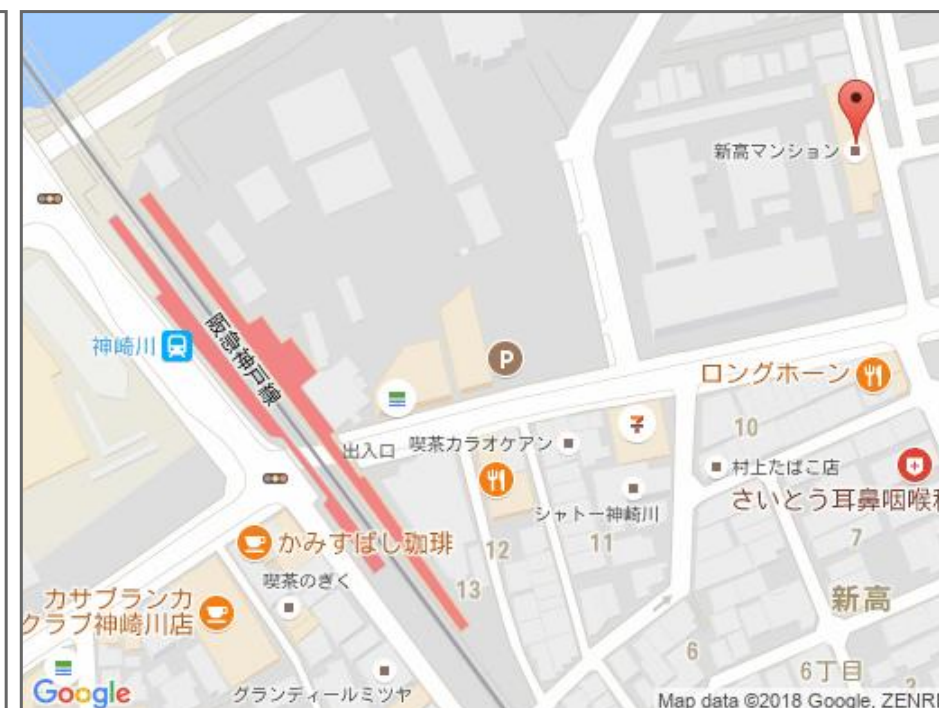 新高マンション
神崎川
阪急神戸線
P
ロングホーン
出入口
喫茶カラオケアン
10
村上たばこ店
さいとう耳鼻咽喉
シャトー神崎川
かみすばし珈琲
12
11
7
喫茶のぎく
13
新高
カサブランカ
クラブ神崎川店
6
6丁目
Google
グランディールミツヤ
Map data ©2018 Google, ZENRI